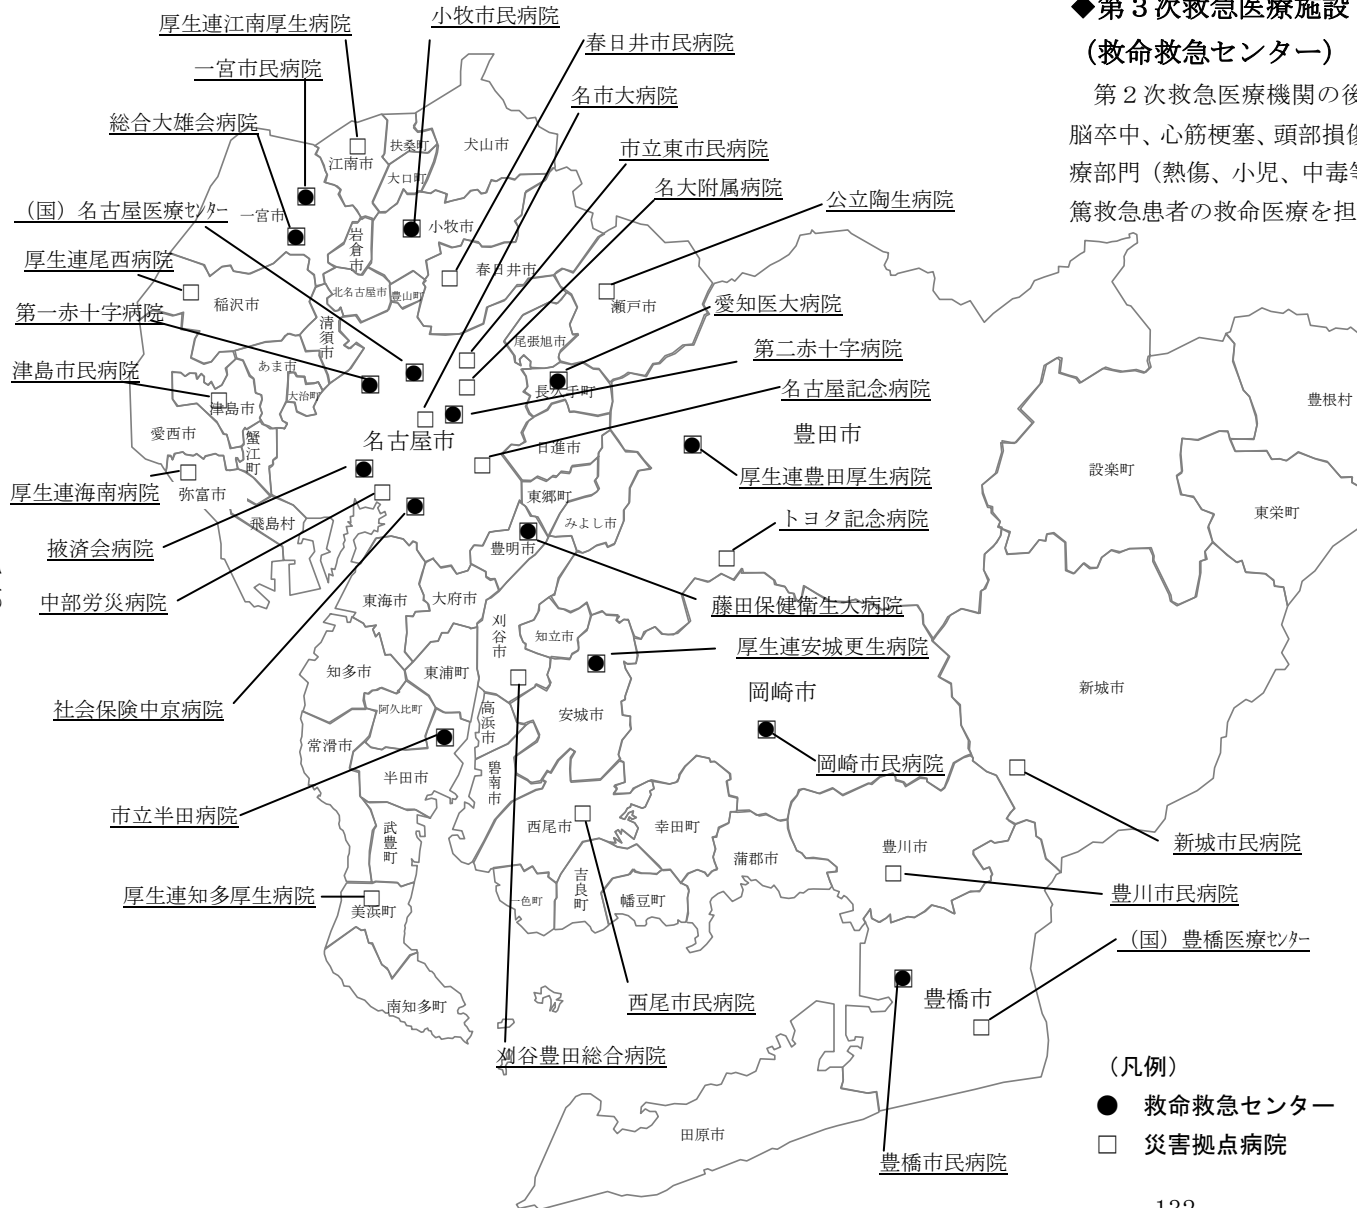 ◆第３次救急医療施設
（救命救急センター）
第２次救急医療機関の後
脳卒中、心筋梗塞、頭部損傷
療部門（熱傷、小児、中毒等
篤救急患者の救命医療を担
厚生連江南厚生病院
小牧市民病院
春日井市民病院
一宮市民病院
名市大病院
総合大雄会病院
市立東市民病院
名大附属病院
公立陶生病院
（国）名古屋医療センター
厚生連尾西病院
第一赤十字病院
愛知医大病院
第二赤十字病院
津島市民病院
名古屋記念病院
厚生連豊田厚生病院
厚生連海南病院
トヨタ記念病院
掖済会病院
中部労災病院
藤田保健衛生大病院
厚生連安城更生病院
社会保険中京病院
岡崎市民病院
市立半田病院
新城市民病院
厚生連知多厚生病院
豊川市民病院
（国）豊橋医療センター
西尾市民病院
刈谷豊田総合病院
豊橋市民病院
犬山市
扶桑町
江南市
大口町
一宮市
小牧市
岩倉市
春日井市
稲沢市
北名古屋市
豊山町
瀬戸市
清須市
尾張旭市
あま市
大治町
長久手町
津島市
愛西市
蟹江町
名古屋市
日進市
豊田市
豊根村
設楽町
東栄町
弥富市
飛島村
東郷町
みよし市
豊明市
東海市
大府市
刈谷市
知立市
知多市
東浦町
岡崎市
新城市
阿久比町
高浜市
安城市
常滑市
半田市
碧南市
西尾市
幸田町
武豊町
蒲郡市
豊川市
美浜町
一色町
吉良町
幡豆町
南知多町
豊橋市
田原市
（凡例）
● 救命救急センター
□ 災害拠点病院
132